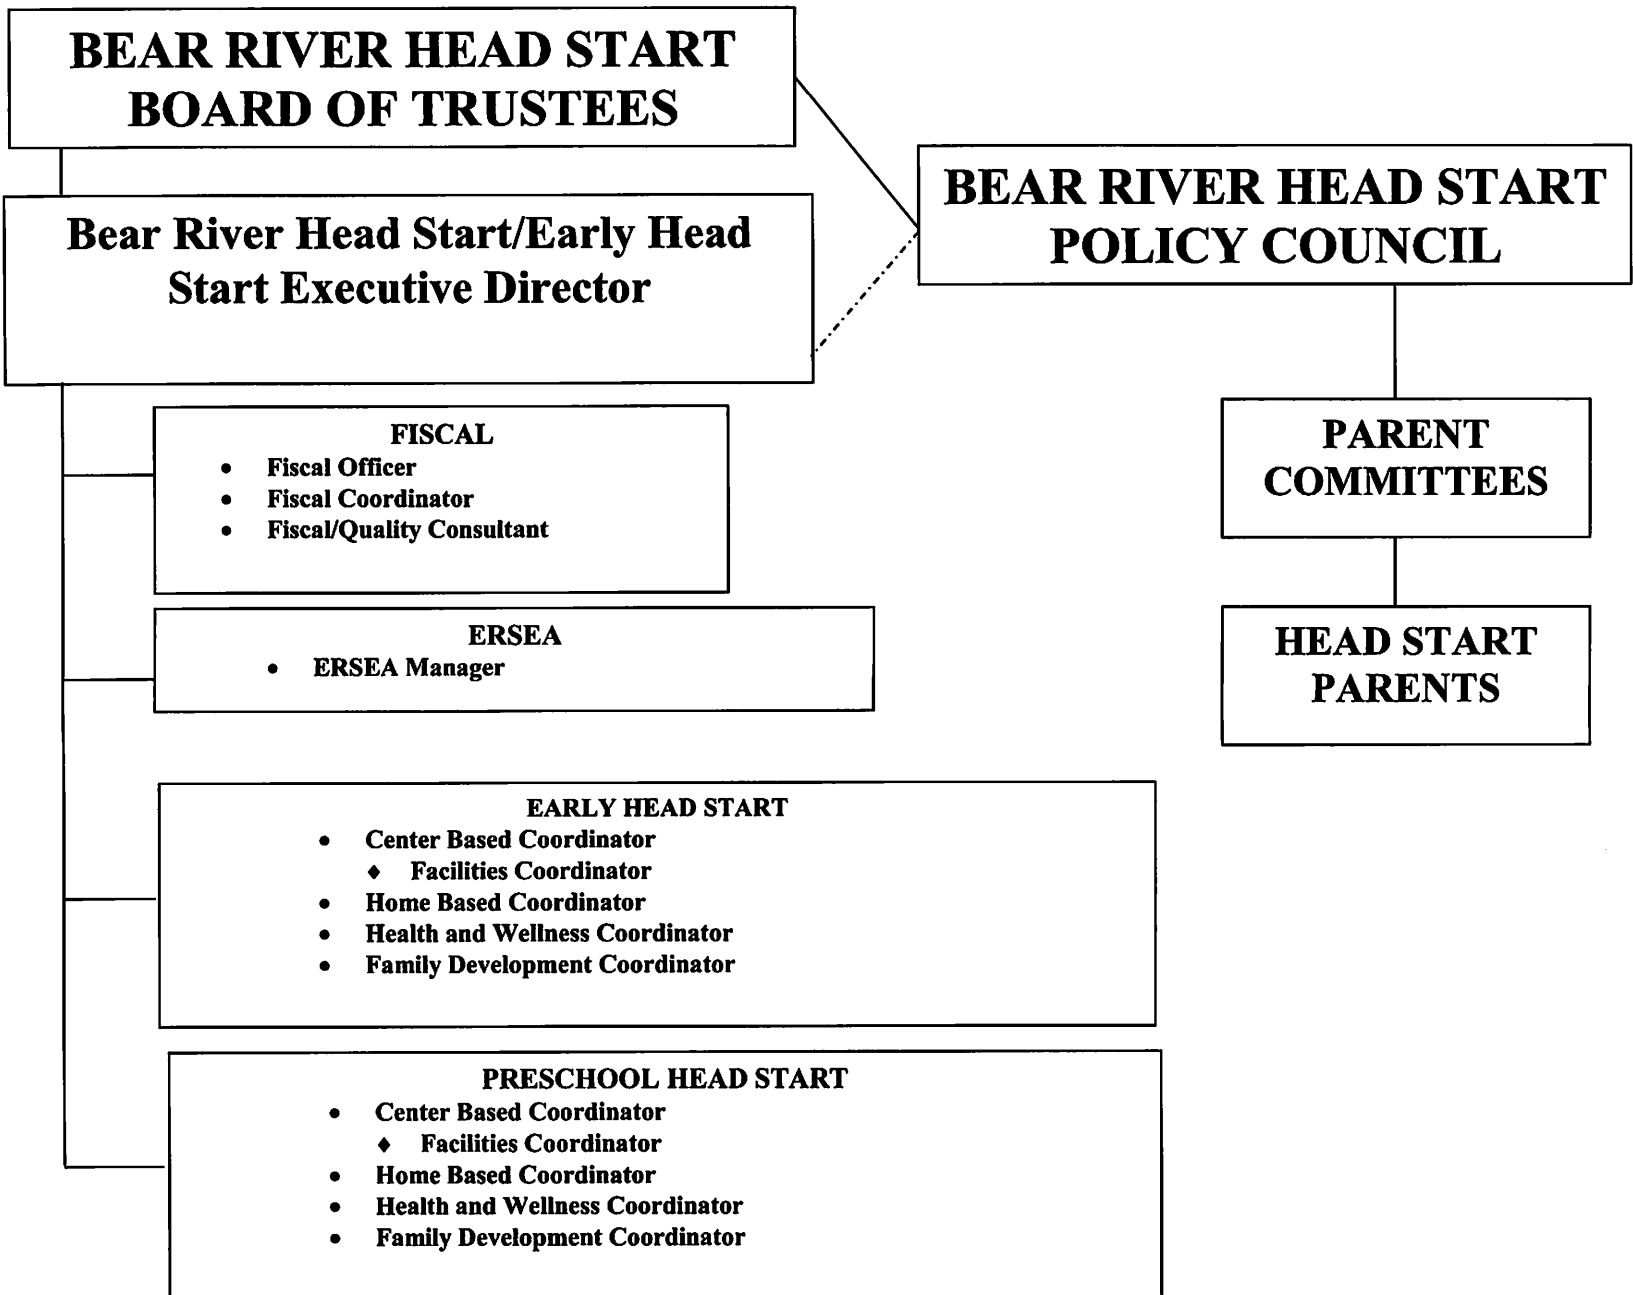 BEAR RIVER HEAD START
BOARD OF TRUSTEES
BEAR RIVER HEAD START
POLICY COUNCIL
Bear River Head Start/Early Head
Start Executive Director
FISCAL
• Fiscal Officer
• Fiscal Coordinator
• Fiscal/Quality Consultant
PARENT
COMMITTEES
ERSEA
• ERSEA Manager
HEAD START
PARENTS
EARLY HEAD START
• Center Based Coordinator
♦ Facilities Coordinator
• Home Based Coordinator
• Health and Wellness Coordinator
• Family Development Coordinator
PRESCHOOL HEAD START
• Center Based Coordinator
♦ Facilities Coordinator
• Home Based Coordinator
• Health and Wellness Coordinator
• Family Development Coordinator